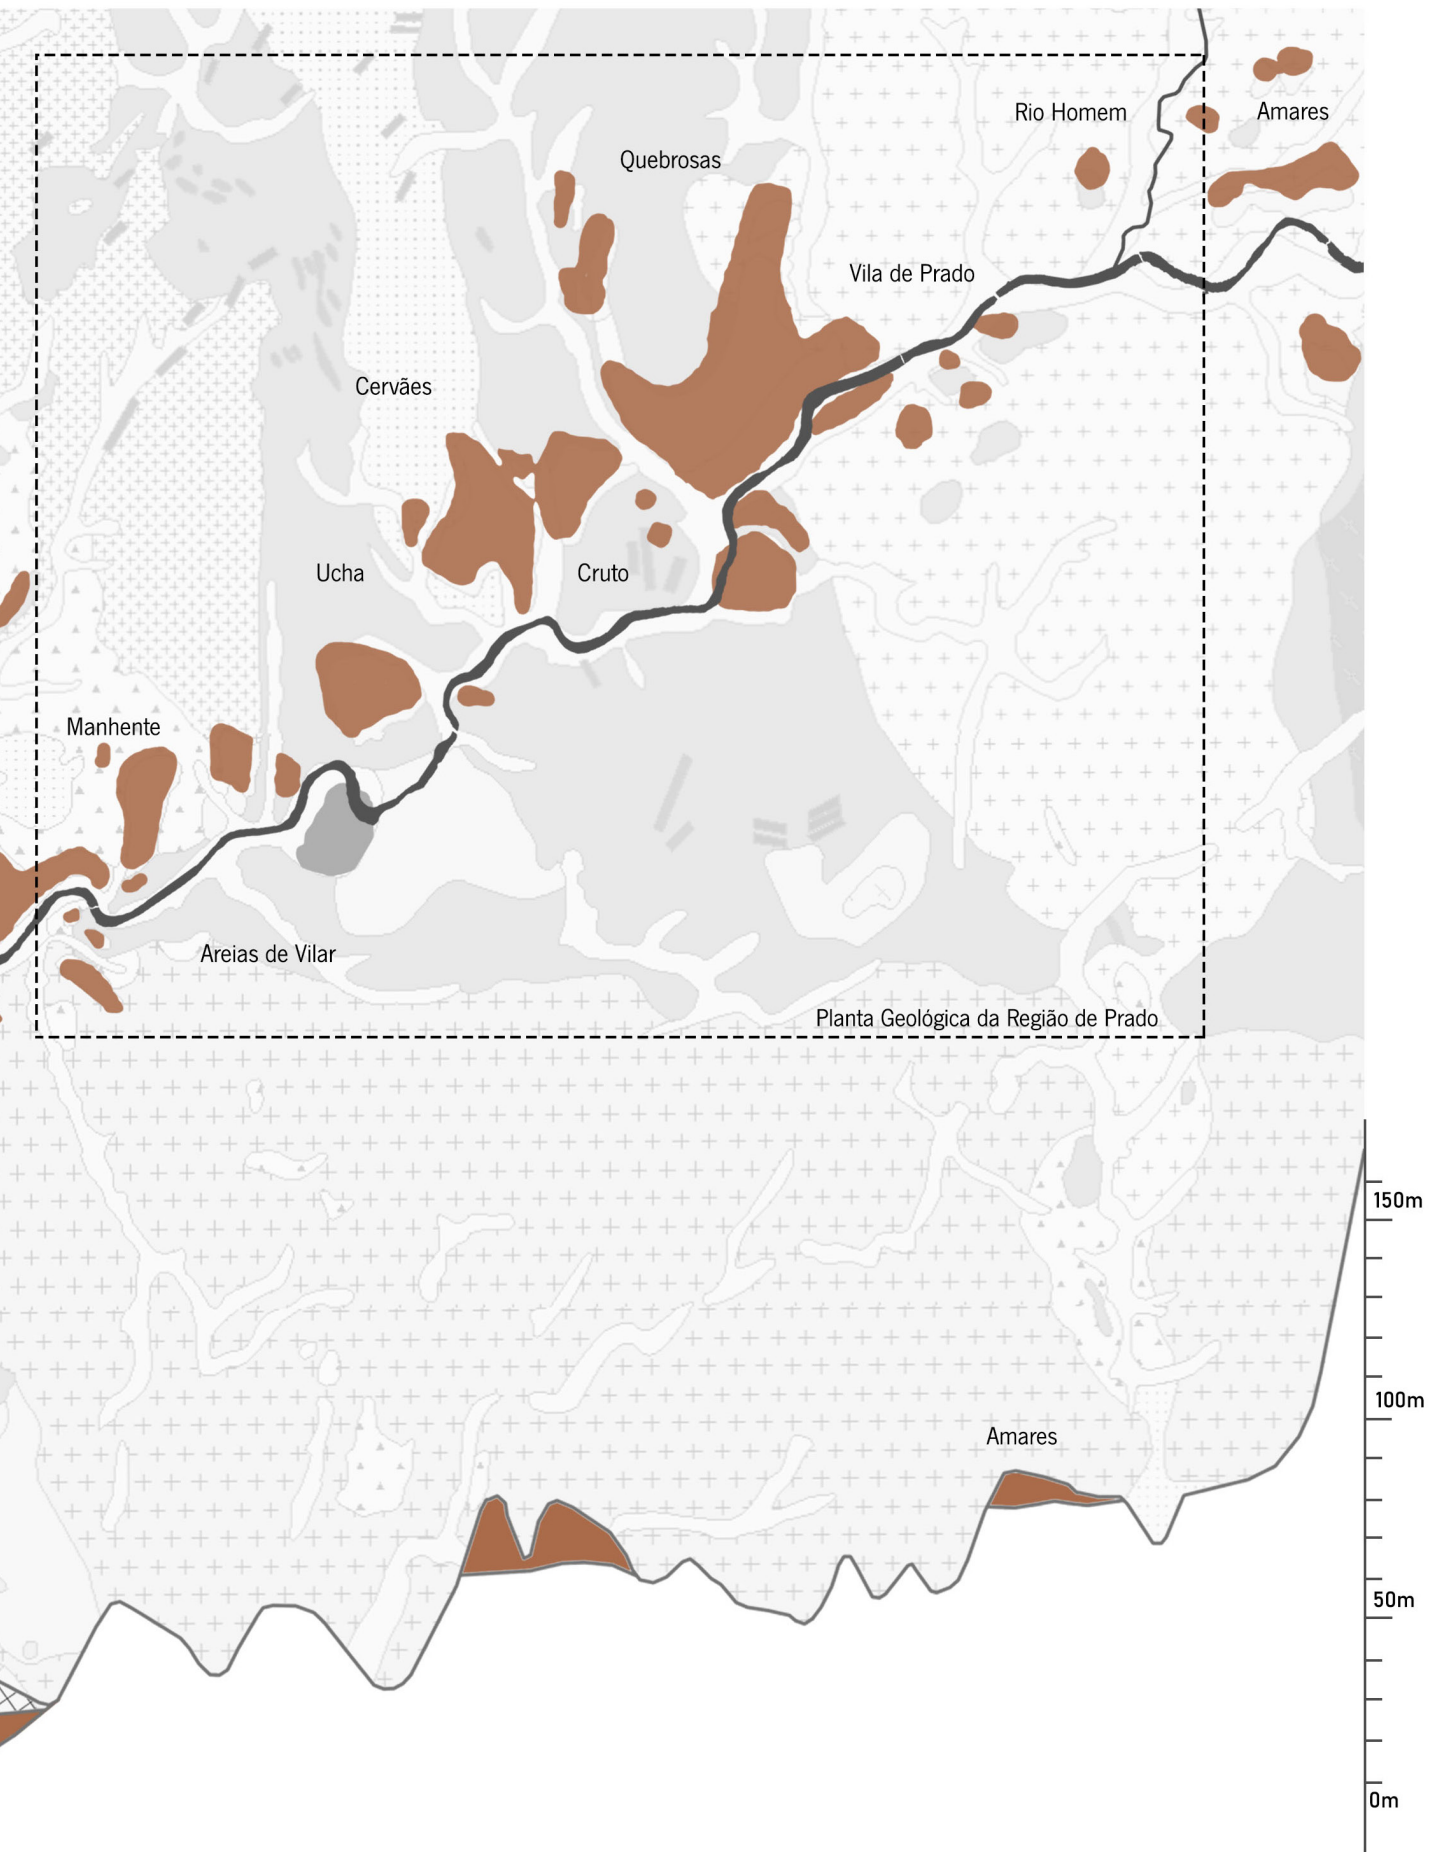 Rio Homem
Amares
Quebrosas
Vila de Prado
Cervães
Ucha
Cruto
Manhente
Areias de Vilar
Planta Geológica da Região de Prado
150m
100m
Amares
50m
0m